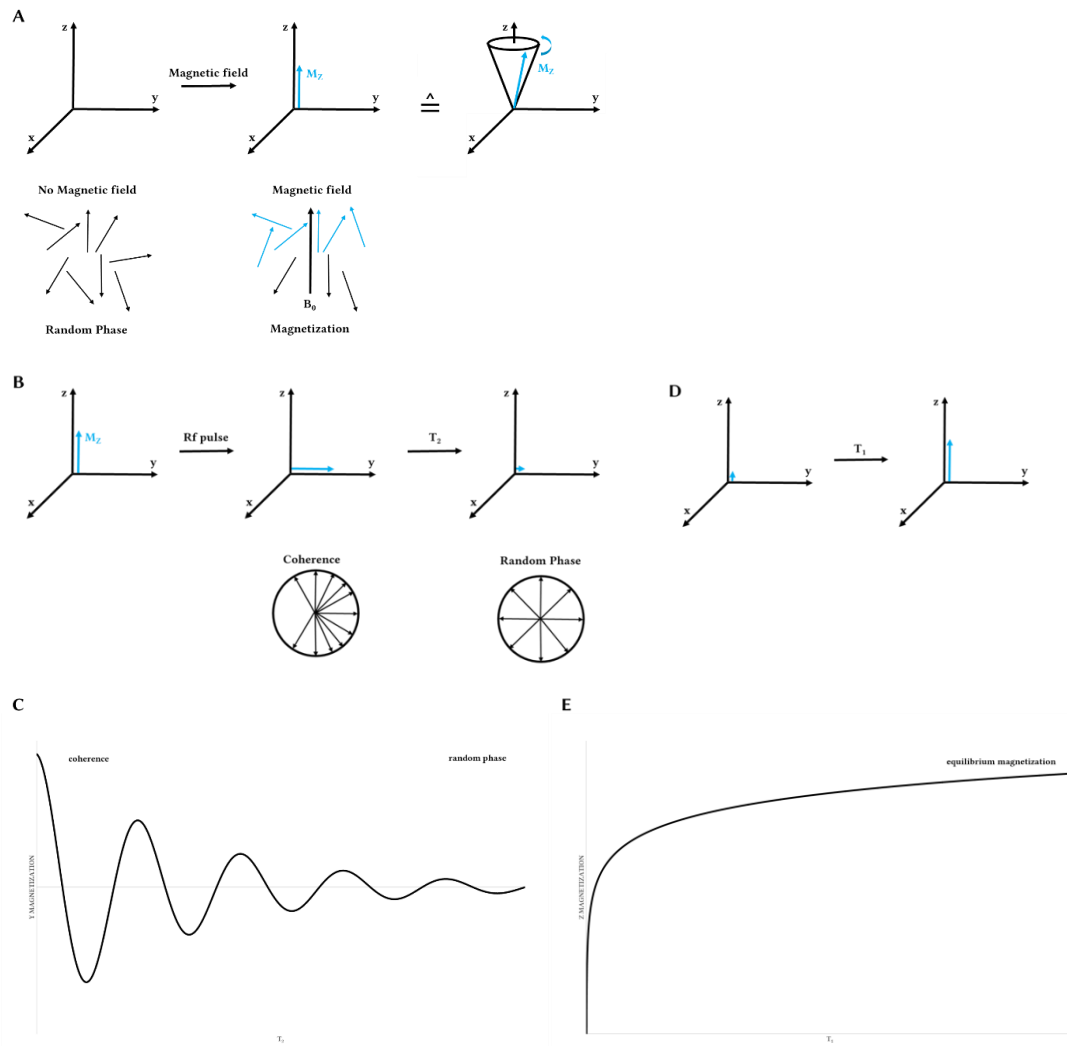 A
z
y
x
Magnetic field
z
M_Z
y
x
≙
z
M_Z
y
x
No Magnetic field
Random Phase
Magnetic field
B_0
Magnetization
B
z
M_Z
y
x
Rf pulse
z
y
x
T_2
z
y
x
Coherence
Random Phase
D
z
y
x
T_1
z
y
x
C
coherence
random phase
Y MAGNETIZATION
T_2
E
equilibrium magnetization
Z MAGNETIZATION
T_1